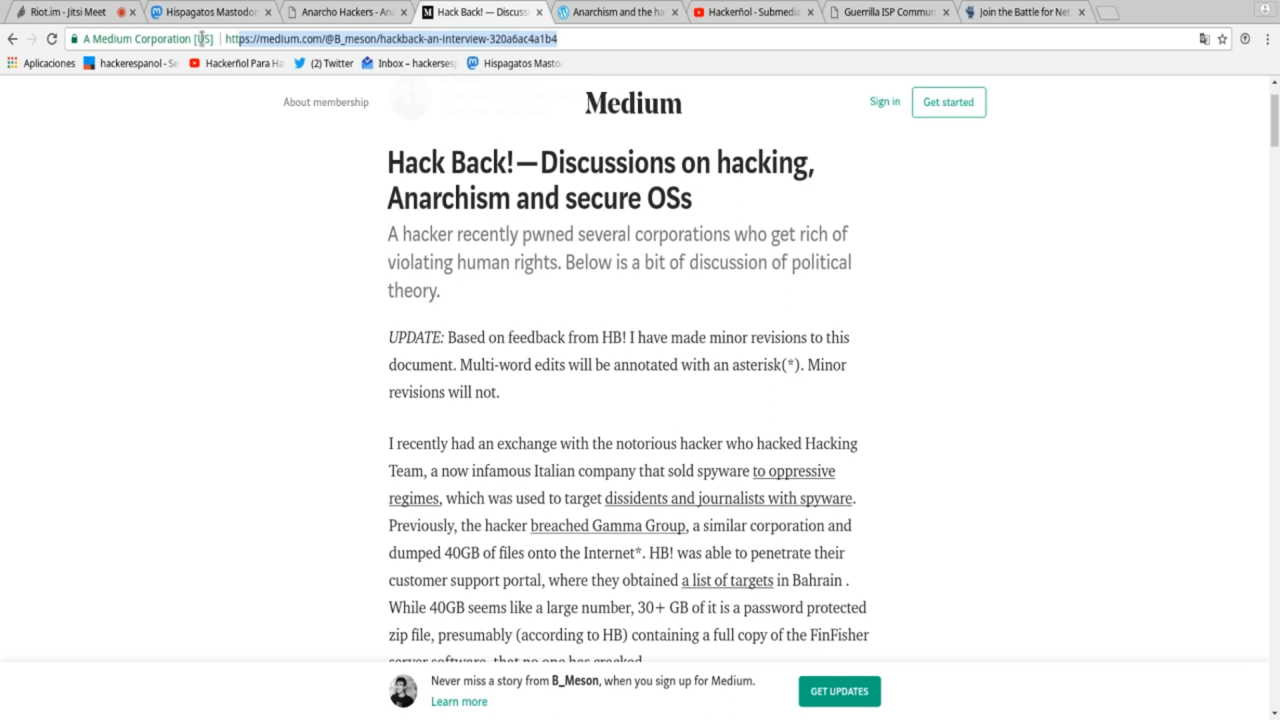 Riot.im - Jitsi Meet
Hispagatos Mastodon
Anarcho Hackers - Ana
Hack Back! — Discuss
Anarchism and the ha
Hackerñol - Submedia
Guerrilla ISP Commun
Join the Battle for Net
A Medium Corporation [US]
https://medium.com/@B_meson/hackback-an-interview-320a6ac4a1b4
Aplicaciones
hackerespanol - Se
Hackerñol Para Ha
(2) Twitter
Inbox – hackerses
Hispagatos Masto
About membership
Medium
Sign in
Get started
Hack Back! — Discussions on hacking,
Anarchism and secure OSs
A hacker recently pwned several corporations who get rich of
violating human rights. Below is a bit of discussion of political
theory.
UPDATE: Based on feedback from HB! I have made minor revisions to this
document. Multi-word edits will be annotated with an asterisk(*). Minor
revisions will not.
I recently had an exchange with the notorious hacker who hacked Hacking
Team, a now infamous Italian company that sold spyware to oppressive
regimes, which was used to target dissidents and journalists with spyware.
Previously, the hacker breached Gamma Group, a similar corporation and
dumped 40GB of files onto the Internet*. HB! was able to penetrate their
customer support portal, where they obtained a list of targets in Bahrain .
While 40GB seems like a large number, 30+ GB of it is a password protected
zip file, presumably (according to HB) containing a full copy of the FinFisher
server software, that no one has cracked.
Never miss a story from B_Meson, when you sign up for Medium.
Learn more
GET UPDATES